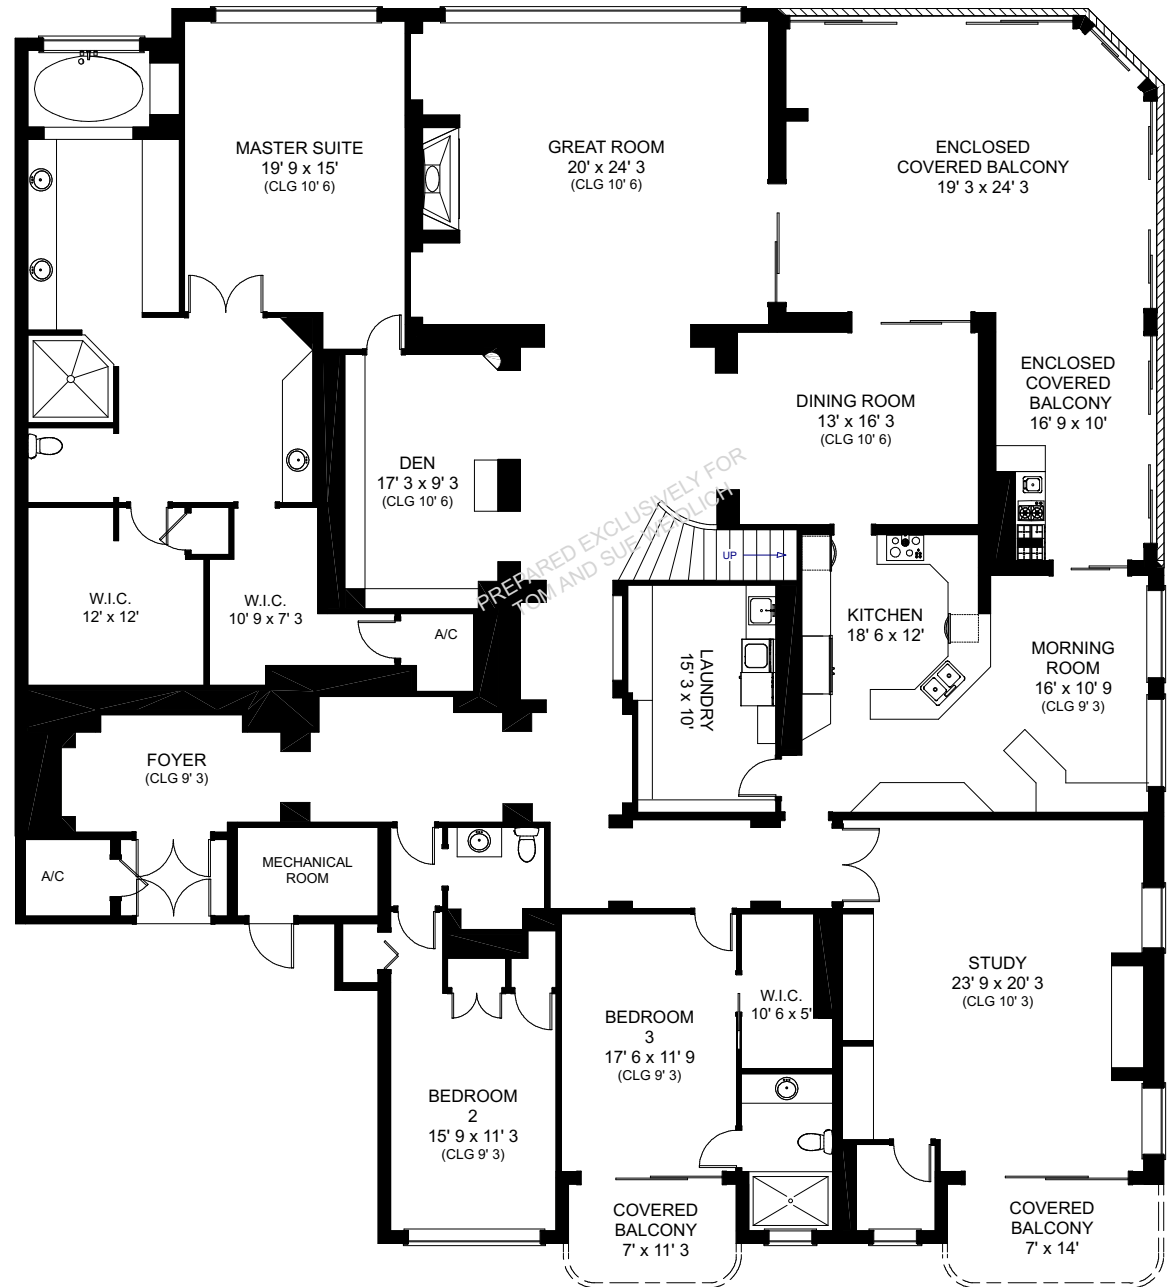 MASTER SUITE
19' 9 x 15'
(CLG 10' 6)
GREAT ROOM
20' x 24' 3
(CLG 10' 6)
ENCLOSED
COVERED BALCONY
19' 3 x 24' 3
ENCLOSED
COVERED
BALCONY
16' 9 x 10'
DINING ROOM
13' x 16' 3
(CLG 10' 6)
DEN
17' 3 x 9' 3
(CLG 10' 6)
PREPARED EXCLUSIVELY FOR
TOM AND SUE WEIDLICH
UP
W.I.C.
12' x 12'
W.I.C.
10' 9 x 7' 3
A/C
KITCHEN
18' 6 x 12'
LAUNDRY
15' 3 x 10'
MORNING
ROOM
16' x 10' 9
(CLG 9' 3)
FOYER
(CLG 9' 3)
A/C
MECHANICAL
ROOM
STUDY
23' 9 x 20' 3
(CLG 10' 3)
W.I.C.
10' 6 x 5'
BEDROOM
3
17' 6 x 11' 9
(CLG 9' 3)
BEDROOM
2
15' 9 x 11' 3
(CLG 9' 3)
COVERED
BALCONY
7' x 11' 3
COVERED
BALCONY
7' x 14'